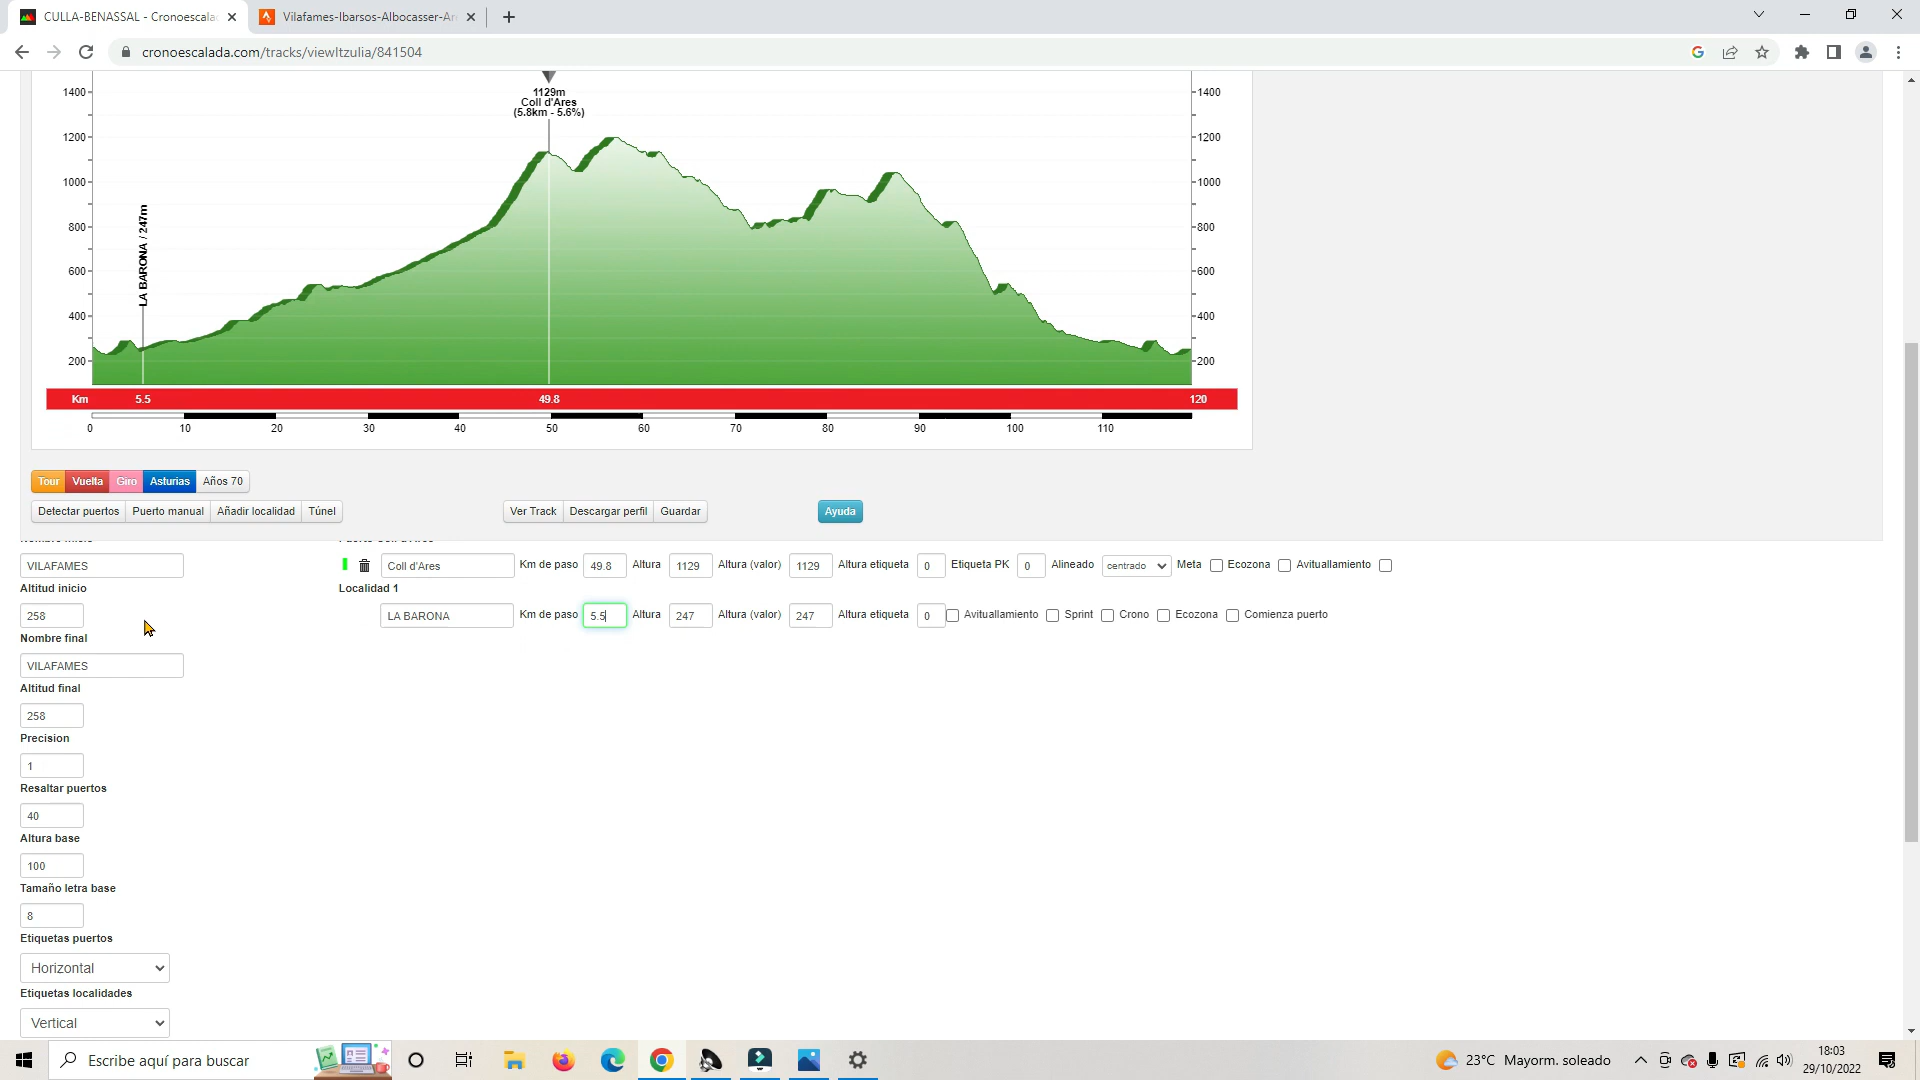 CULLA-BENASSAL - Cronoescala
Vilafames-Ibarsos-Albocasser-Ar
cronoescalada.com/tracks/viewItzulia/841504
1400
1200
1000
800
600
400
200
1129m
Coll d'Ares
(5.8km - 5.6%)
LA BARONA / 247m
1400
1200
1000
800
600
400
200
Km 5.5 49.8 120
0 10 20 30 40 50 60 70 80 90 100 110
Tour Vuelta Giro Asturias Años 70
Detectar puertos Puerto manual Añadir localidad Túnel Ver Track Descargar perfil Guardar Ayuda
VILAFAMES
Altitud inicio
258
Nombre final
VILAFAMES
Altitud final
258
Precision
1
Resaltar puertos
40
Altura base
100
Tamaño letra base
8
Etiquetas puertos
Horizontal
Etiquetas localidades
Vertical
Coll d'Ares Km de paso 49.8 Altura 1129 Altura (valor) 1129 Altura etiqueta 0 Etiqueta PK 0 Alineado centrado Meta Ecozona Avituallamiento
Localidad 1
LA BARONA Km de paso 5.5 Altura 247 Altura (valor) 247 Altura etiqueta 0 Avituallamiento Sprint Crono Ecozona Comienza puerto
Escribe aquí para buscar
23°C Mayorm. soleado
18:03
29/10/2022